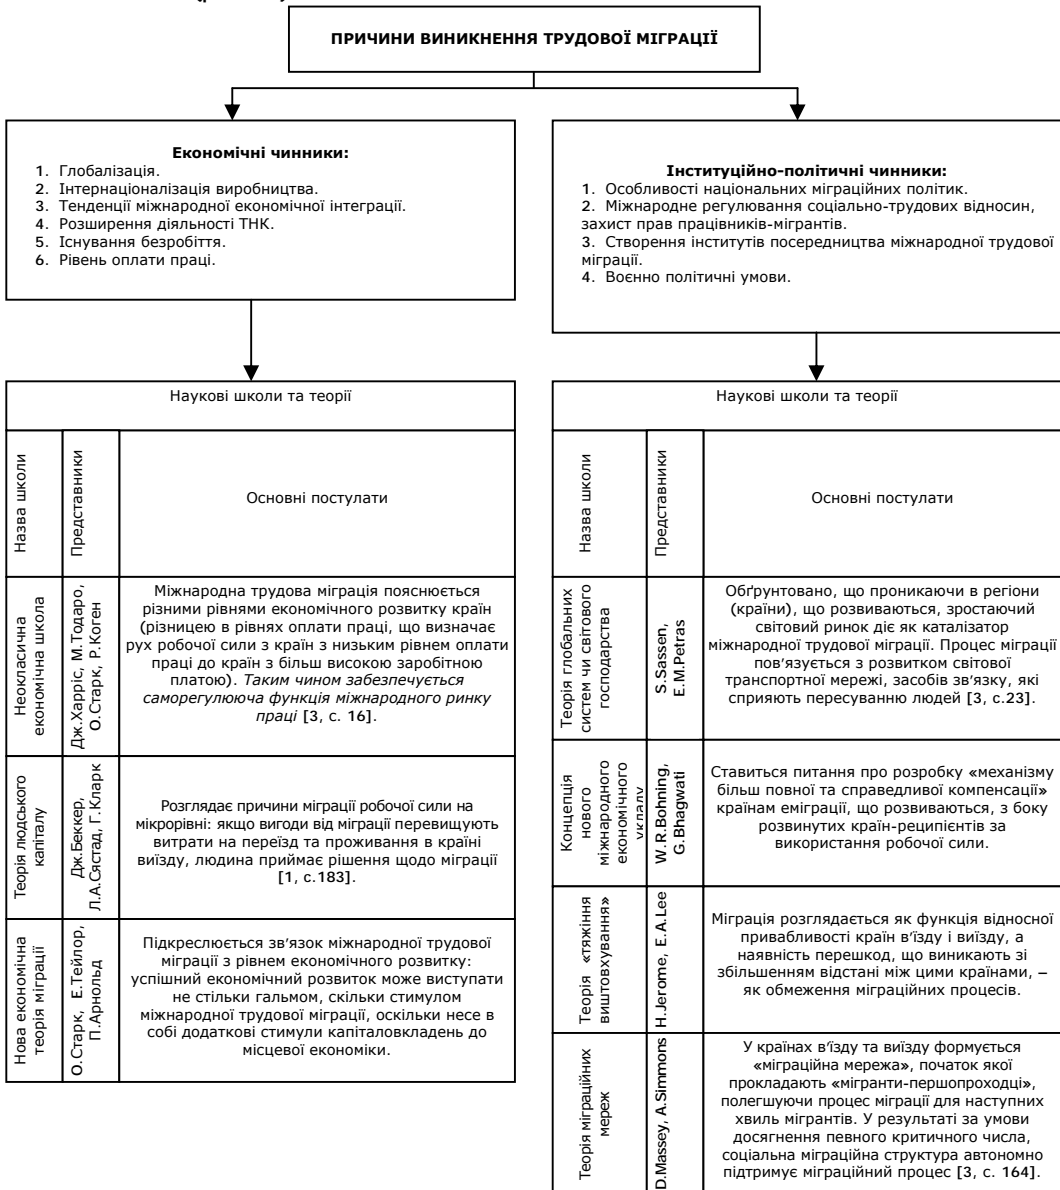 ПРИЧИНИ ВИНИКНЕННЯ ТРУДОВОЇ МІГРАЦІЇ
Економічні чинники:
1. Глобалізація.
2. Інтернаціоналізація виробництва.
3. Тенденції міжнародної економічної інтеграції.
4. Розширення діяльності ТНК.
5. Існування безробіття.
6. Рівень оплати праці.
Інституційно-політичні чинники:
1. Особливості національних міграційних політик.
2. Міжнародне регулювання соціально-трудових відносин,
захист прав працівників-мігрантів.
3. Створення інститутів посередництва міжнародної трудової
міграції.
4. Воєнно політичні умови.
Наукові школи та теорії
Назва школи
Представники
Основні постулати
Неокласична
економічна школа
Дж.Харріс, М.Тодаро,
О.Старк, Р.Коген
Міжнародна трудова міграція пояснюється
різними рівнями економічного розвитку країн
(різницею в рівнях оплати праці, що визначає
рух робочої сили з країн з низьким рівнем оплати
праці до країн з більш високою заробітною
платою). Таким чином забезпечується
саморегулююча функція міжнародного ринку
праці [3, с. 16].
Теорія людського
капіталу
Дж.Беккер,
Л.А.Сястад, Г.Кларк
Розглядає причини міграції робочої сили на
мікрорівні: якщо вигоди від міграції перевищують
витрати на переїзд та проживання в країні
виїзду, людина приймає рішення щодо міграції
[1, с.183].
Нова економічна
теорія міграції
О.Старк, Е.Тейлор,
П.Арнольд
Підкреслюється зв'язок міжнародної трудової
міграції з рівнем економічного розвитку:
успішний економічний розвиток може виступати
не стільки гальмом, скільки стимулом
міжнародної трудової міграції, оскільки несе в
собі додаткові стимули капіталовкладень до
місцевої економіки.
Наукові школи та теорії
Назва школи
Представники
Основні постулати
Теорія глобальних
систем чи світового
господарства
S.Sassen,
E.M.Petras
Обґрунтовано, що проникаючи в регіони
(країни), що розвиваються, зростаючий
світовий ринок діє як каталізатор
міжнародної трудової міграції. Процес міграції
пов'язується з розвитком світової
транспортної мережі, засобів зв'язку, які
сприяють пересуванню людей [3, с.23].
Концепція
нового
міжнародного
економічного
укладу
W.R.Bohning,
G.Bhagwati
Ставиться питання про розробку «механізму
більш повної та справедливої компенсації»
країнам еміграції, що розвиваються, з боку
розвинутих країн-реципієнтів за
використання робочої сили.
Теорія «тяжіння
виштовхування»
H.Jerome, E.A.Lee
Міграція розглядається як функція відносної
привабливості країн в'їзду і виїзду, а
наявність перешкод, що виникають зі
збільшенням відстані між цими країнами, –
як обмеження міграційних процесів.
Теорія міграційних
мереж
D.Massey, A.Simmons
У країнах в'їзду та виїзду формується
«міграційна мережа», початок якої
прокладають «мігранти-першопроходці»,
полегшуючи процес міграції для наступних
хвиль мігрантів. У результаті за умови
досягнення певного критичного числа,
соціальна міграційна структура автономно
підтримує міграційний процес [3, с. 164].